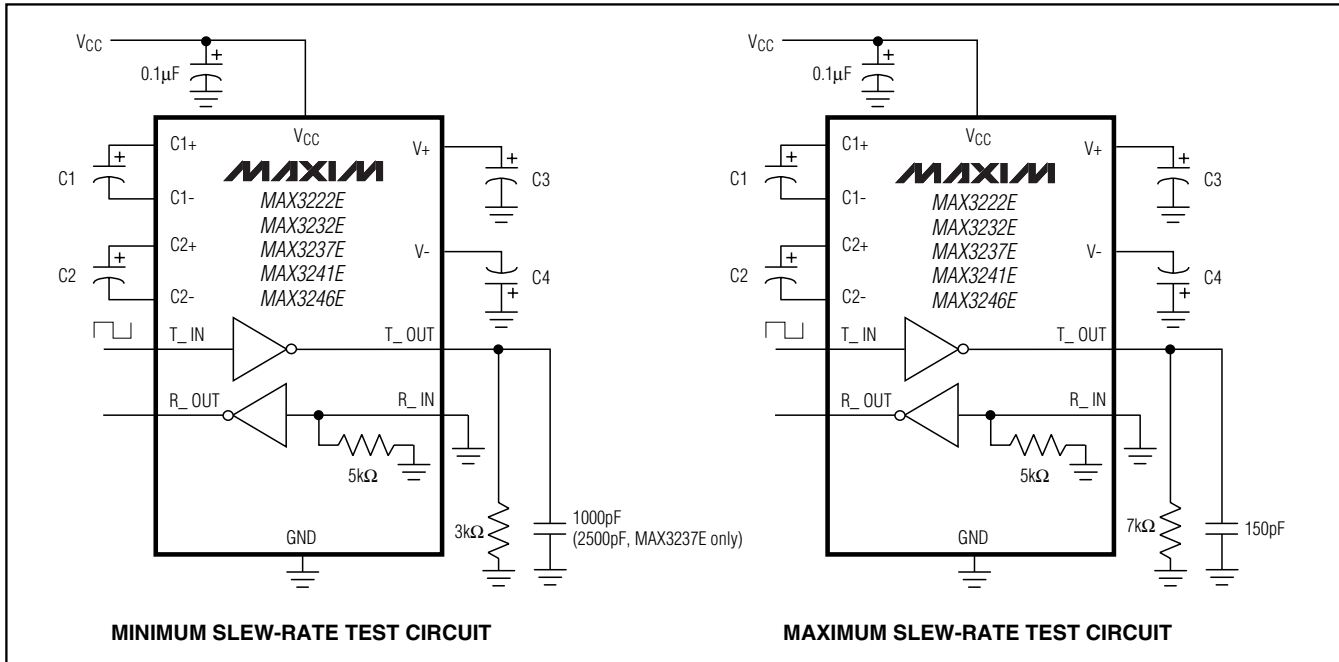 VCC
0.1µF
VCC
C1+
V+
C1
C3
MAXIM
C1-
MAX3222E
MAX3232E
C2+
MAX3237E
V-
C2
MAX3241E
C4
C2-
MAX3246E
T_ IN
T_ OUT
R_ OUT
R_ IN
5kΩ
3kΩ
1000pF
(2500pF, MAX3237E only)
GND
MINIMUM SLEW-RATE TEST CIRCUIT
VCC
0.1µF
VCC
C1+
V+
C1
C3
MAXIM
C1-
MAX3222E
MAX3232E
C2+
MAX3237E
V-
C2
MAX3241E
C4
C2-
MAX3246E
T_ IN
T_ OUT
R_ OUT
R_ IN
5kΩ
7kΩ
150pF
GND
MAXIMUM SLEW-RATE TEST CIRCUIT